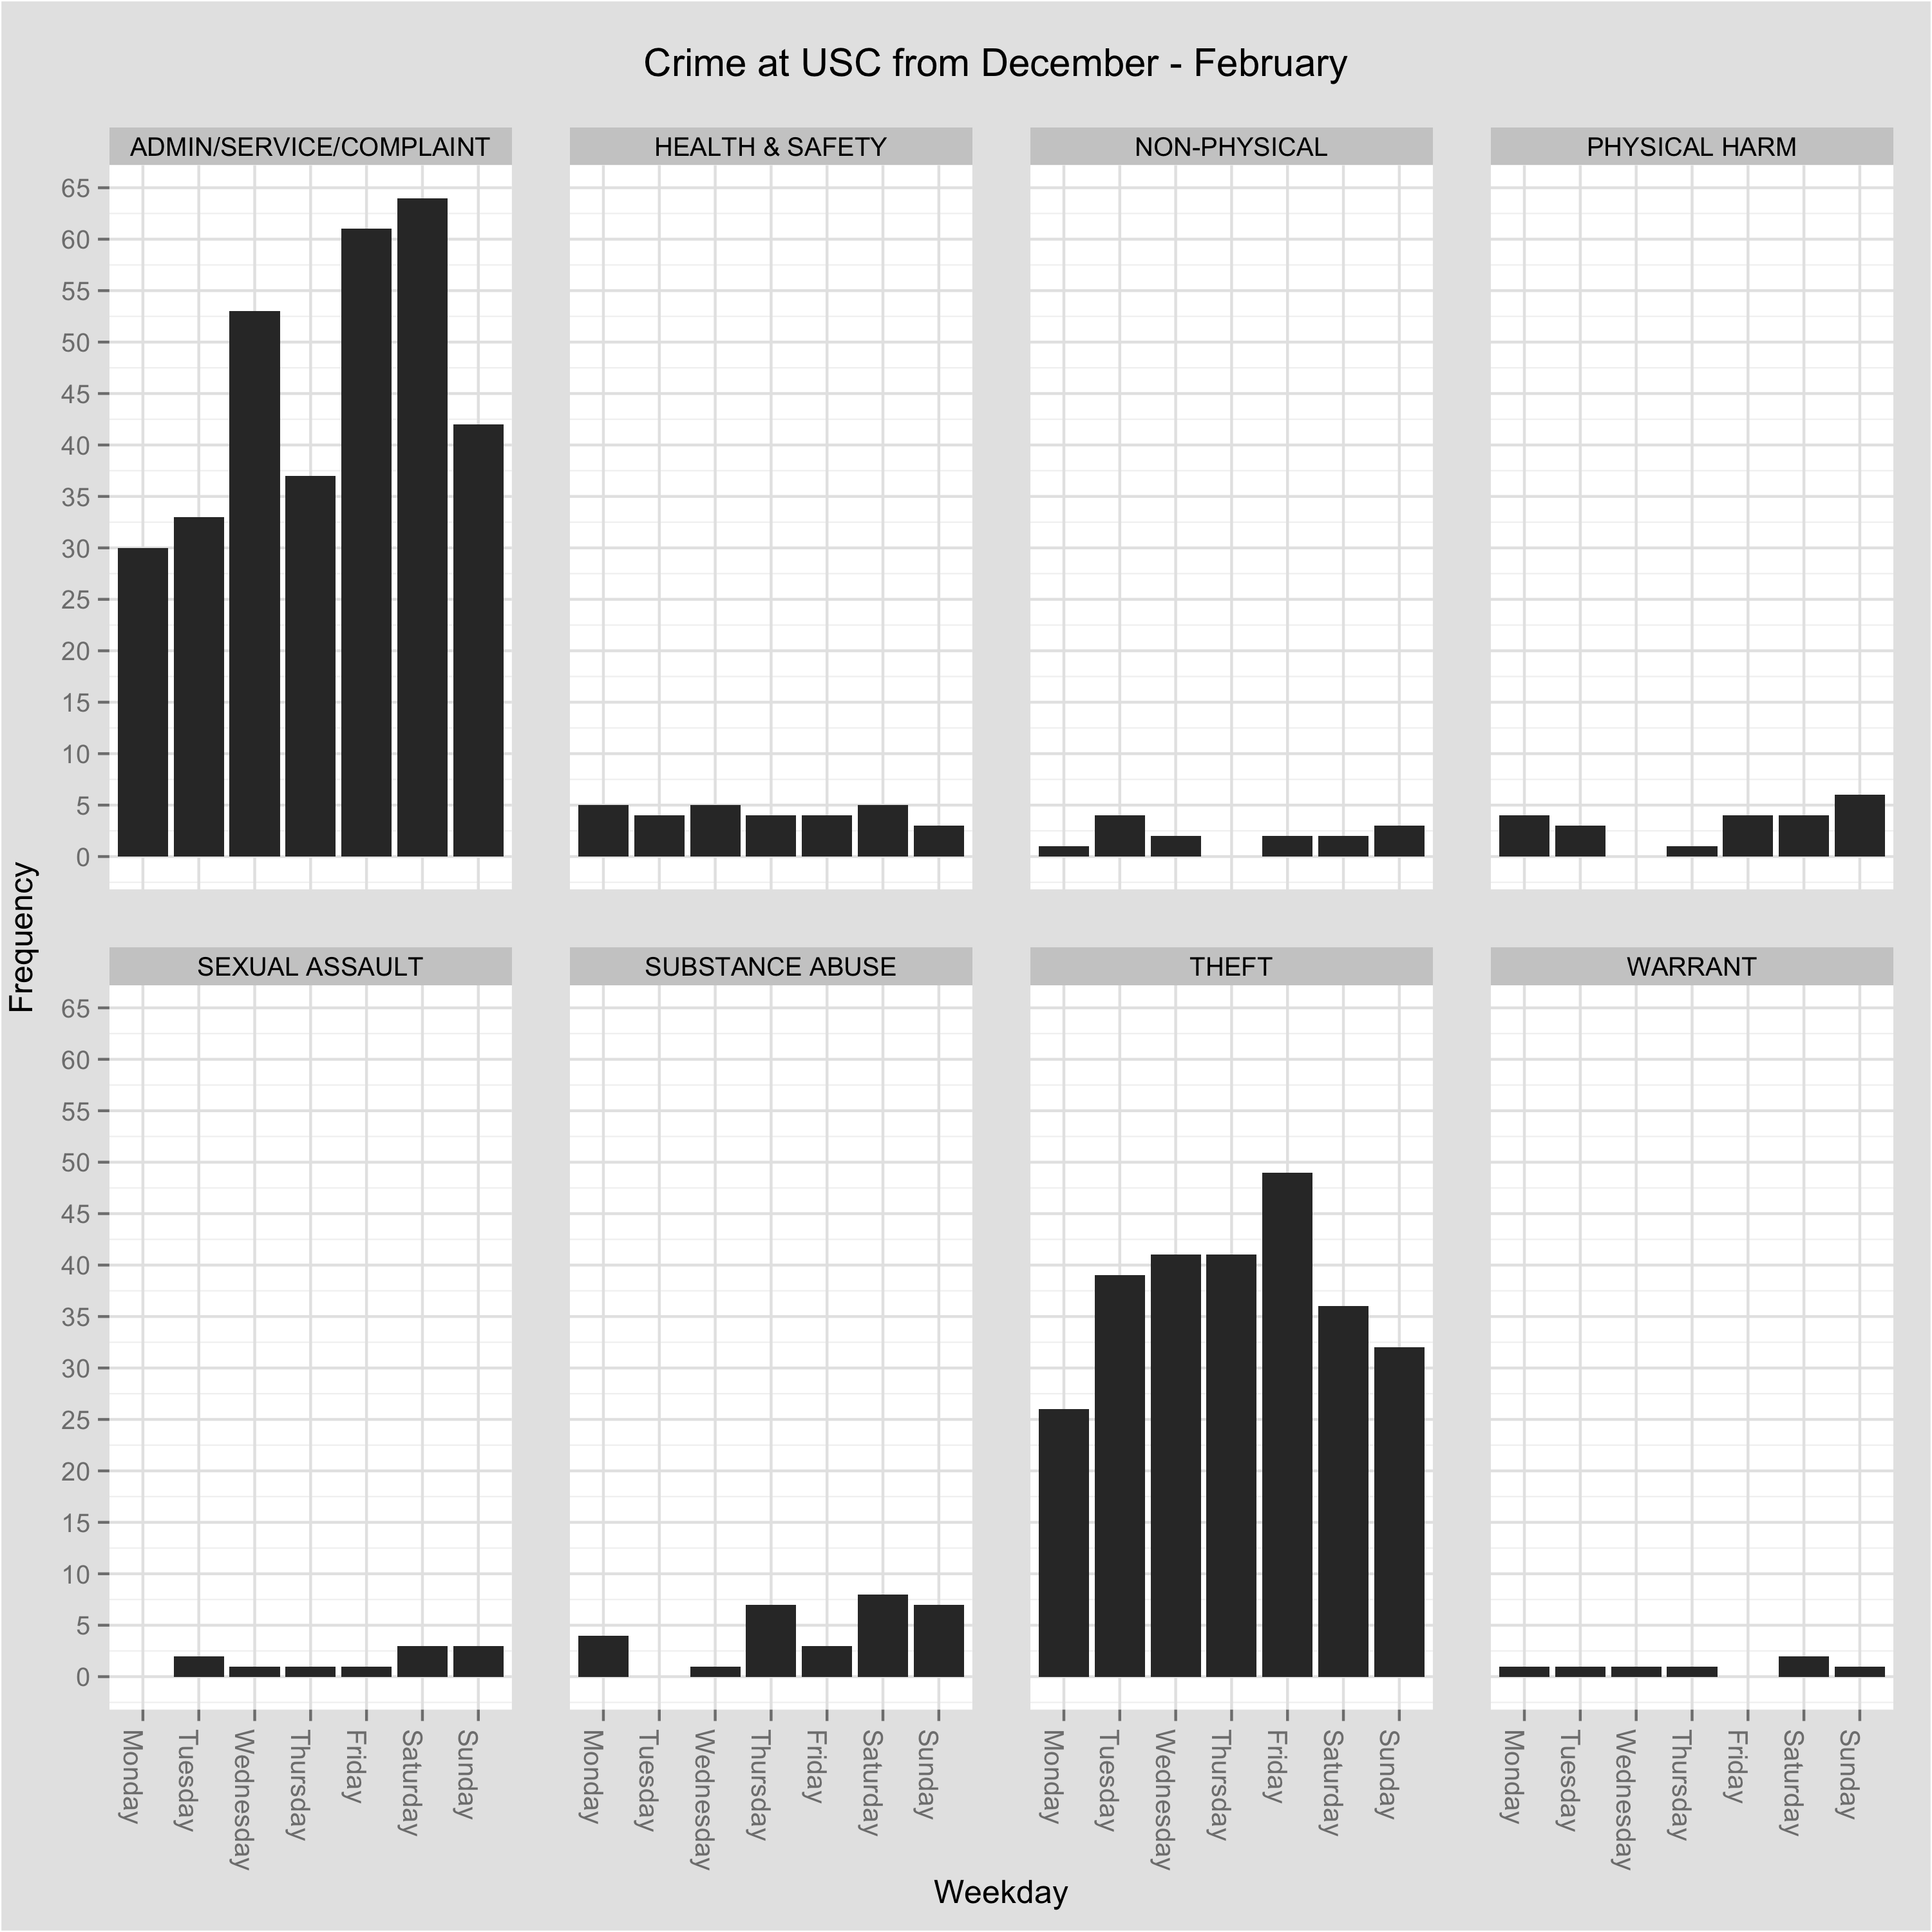 Crime at USC from December - February
ADMIN/SERVICE/COMPLAINT
HEALTH & SAFETY
NON-PHYSICAL
PHYSICAL HARM
65
60
55
50
45
40
35
30
25
20
15
10
5
0
Frequency
SEXUAL ASSAULT
SUBSTANCE ABUSE
THEFT
WARRANT
65
60
55
50
45
40
35
30
25
20
15
10
5
0
Monday
Tuesday
Wednesday
Thursday
Friday
Saturday
Sunday
Monday
Tuesday
Wednesday
Thursday
Friday
Saturday
Sunday
Monday
Tuesday
Wednesday
Thursday
Friday
Saturday
Sunday
Monday
Tuesday
Wednesday
Thursday
Friday
Saturday
Sunday
Weekday